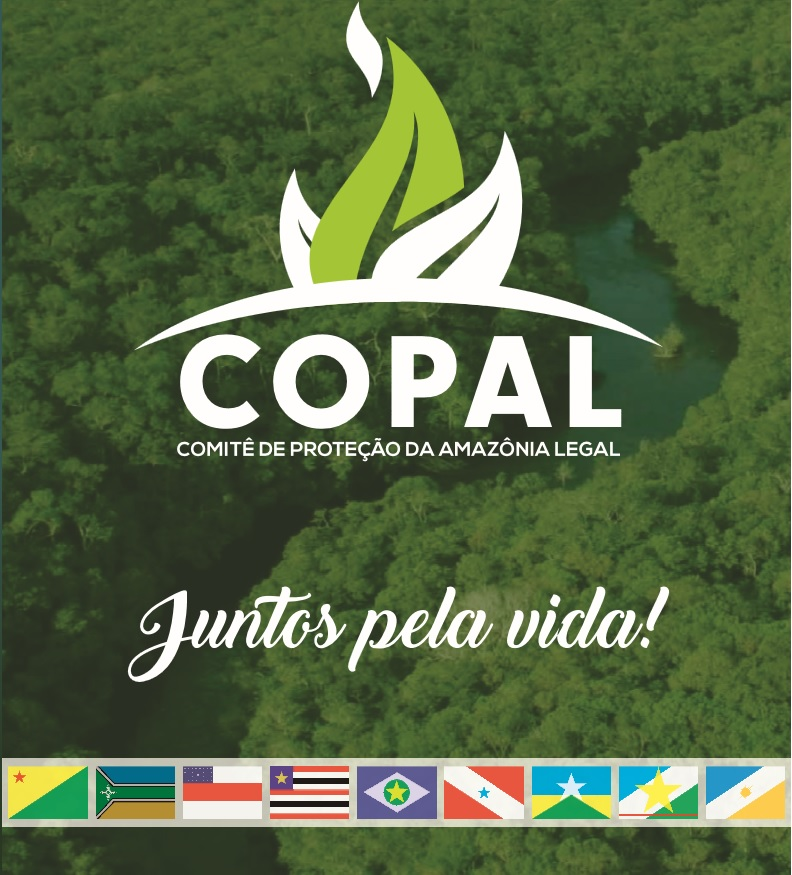 COPAL
COMITÊ DE PROTEÇÃO DA AMAZÔNIA LEGAL
Juntos pela vida!